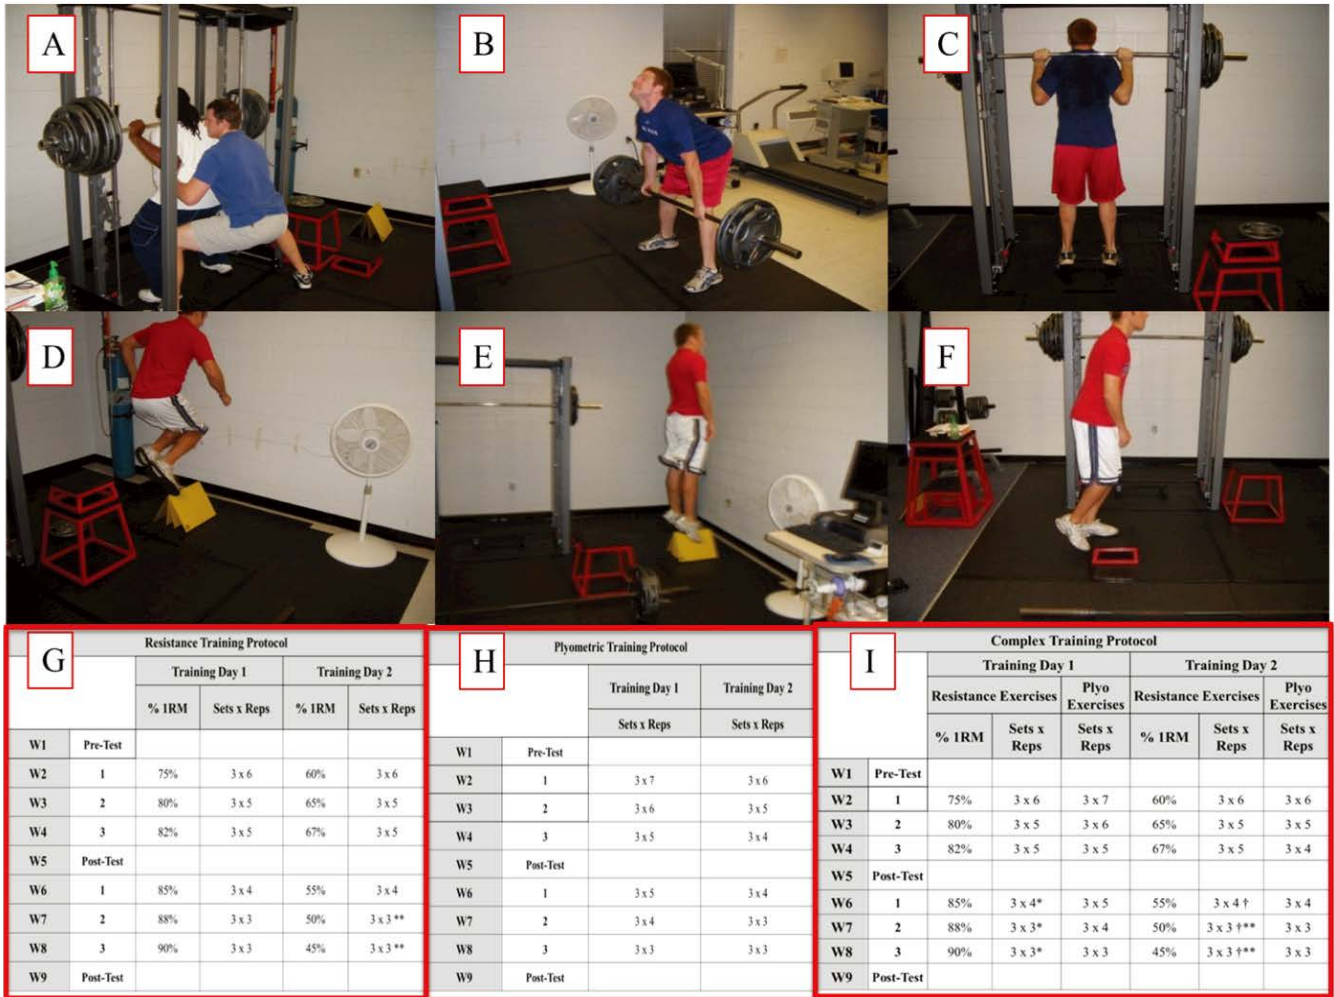 A
B
C
D
E
F
G
Resistance Training Protocol
Training Day 1 Training Day 2
% 1RM Sets x Reps % 1RM Sets x Reps
W1 Pre-Test
W2 1 75% 3 x 6 60% 3 x 6
W3 2 80% 3 x 5 65% 3 x 5
W4 3 82% 3 x 5 67% 3 x 5
W5 Post-Test
W6 1 85% 3 x 4 55% 3 x 4
W7 2 88% 3 x 3 50% 3 x 3 **
W8 3 90% 3 x 3 45% 3 x 3 **
W9 Post-Test
H
Plyometric Training Protocol
Training Day 1 Training Day 2
Sets x Reps Sets x Reps
W1 Pre-Test
W2 1 3 x 7 3 x 6
W3 2 3 x 6 3 x 5
W4 3 3 x 5 3 x 4
W5 Post-Test
W6 1 3 x 5 3 x 4
W7 2 3 x 4 3 x 3
W8 3 3 x 3 3 x 3
W9 Post-Test
I
Complex Training Protocol
Training Day 1 Training Day 2
Resistance Exercises Plyo Exercises Resistance Exercises Plyo Exercises
% 1RM Sets x Reps Sets x Reps % 1RM Sets x Reps Sets x Reps
W1 Pre-Test
W2 1 75% 3 x 6 3 x 7 60% 3 x 6 3 x 6
W3 2 80% 3 x 5 3 x 6 65% 3 x 5 3 x 5
W4 3 82% 3 x 5 3 x 5 67% 3 x 5 3 x 4
W5 Post-Test
W6 1 85% 3 x 4* 3 x 5 55% 3 x 4 † 3 x 4
W7 2 88% 3 x 3* 3 x 4 50% 3 x 3 †** 3 x 3
W8 3 90% 3 x 3* 3 x 3 45% 3 x 3 †** 3 x 3
W9 Post-Test